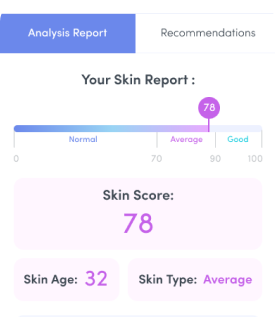 Analysis Report Recommendations
Your Skin Report :
78
Normal Average Good
0 70 90 100
Skin Score:
78
Skin Age: 32 Skin Type: Average